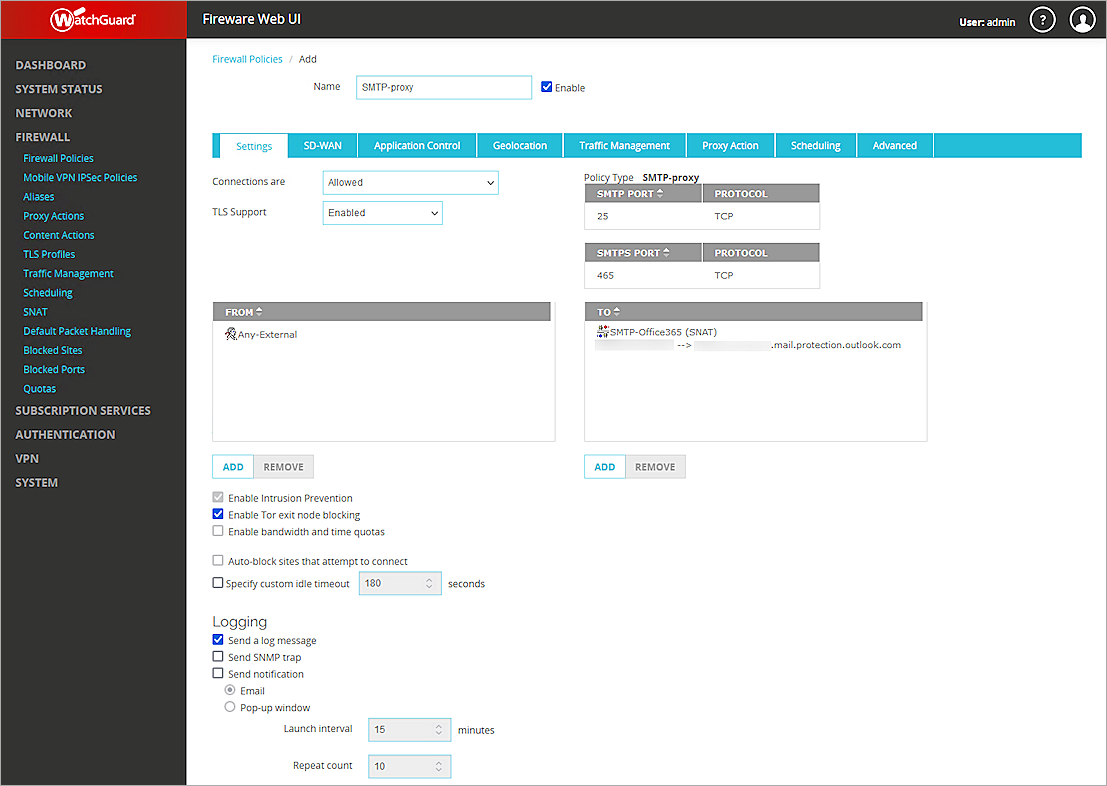 WatchGuard
Fireware Web UI
User: admin
?
DASHBOARD
SYSTEM STATUS
NETWORK
FIREWALL
Firewall Policies
Mobile VPN IPSec Policies
Aliases
Proxy Actions
Content Actions
TLS Profiles
Traffic Management
Scheduling
SNAT
Default Packet Handling
Blocked Sites
Blocked Ports
Quotas
SUBSCRIPTION SERVICES
AUTHENTICATION
VPN
SYSTEM
Firewall Policies / Add
Name SMTP-proxy Enable
Settings SD-WAN Application Control Geolocation Traffic Management Proxy Action Scheduling Advanced
Connections are Allowed
TLS Support Enabled
Policy Type SMTP-proxy
SMTP PORT PROTOCOL
25 TCP
SMTPS PORT PROTOCOL
465 TCP
FROM
Any-External
ADD REMOVE
TO
SMTP-Office365 (SNAT)
--> .mail.protection.outlook.com
ADD REMOVE
Enable Intrusion Prevention
Enable Tor exit node blocking
Enable bandwidth and time quotas
Auto-block sites that attempt to connect
Specify custom idle timeout 180 seconds
Logging
Send a log message
Send SNMP trap
Send notification
Email
Pop-up window
Launch interval 15 minutes
Repeat count 10